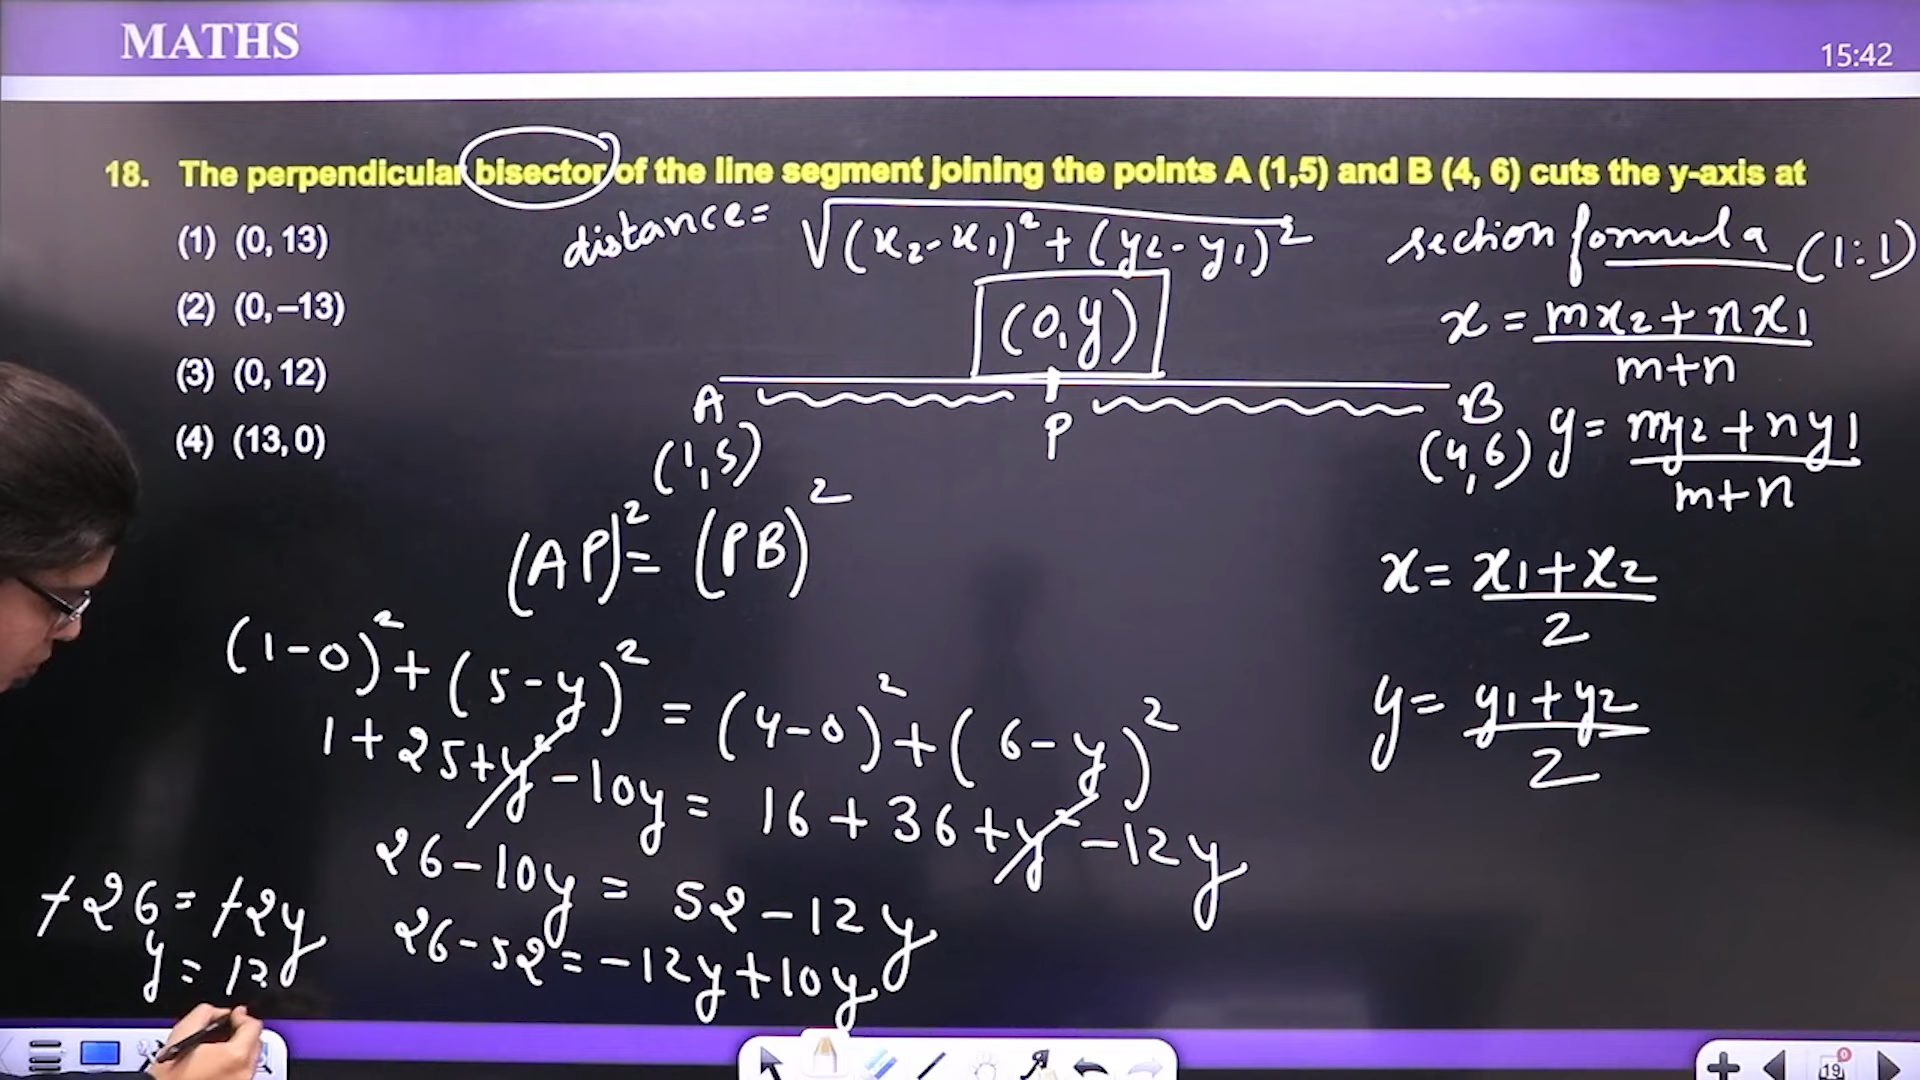 MATHS
15:42
18. The perpendicular bisector of the line segment joining the points A (1,5) and B (4, 6) cuts the y-axis at
(1) (0, 13)
(2) (0,–13)
(3) (0, 12)
(4) (13, 0)
distance = √(x₂-x₁)² + (y₂-y₁)²
(0,y)
A
P
B
(1,5)
(4,6)
section formula (1:1)
x = mx₂+nx₁
m+n
y = my₂+ny₁
m+n
x = x₁+x₂
2
y = y₁+y₂
2
(AP)² = (PB)²
(1-0)² + (5-y)² = (4-0)² + (6-y)²
1+25+y²-10y = 16+36+y²-12y
26-10y = 52-12y
26-52 = -12y+10y
-26 = -2y
y = 13
19
0